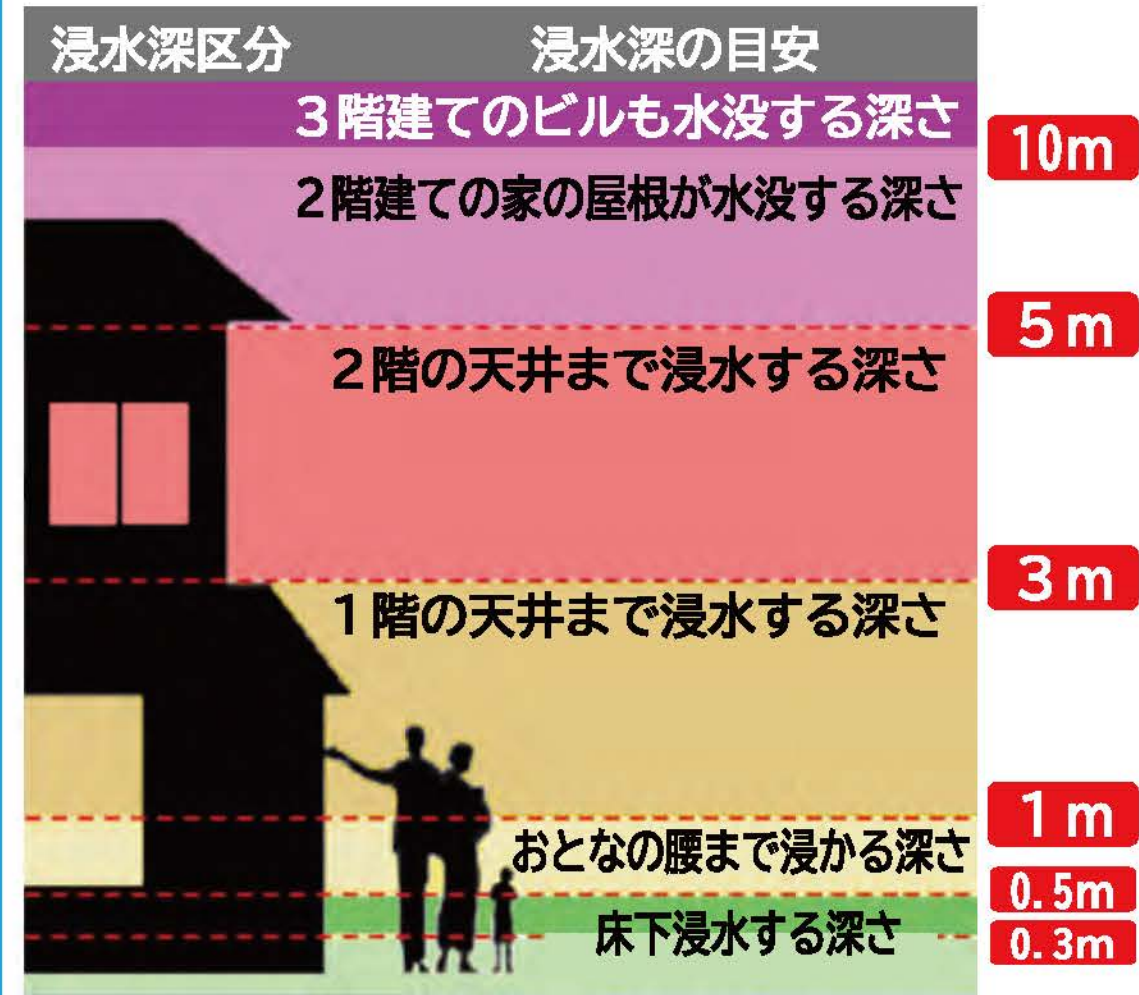 浸水深区分 浸水深の目安
3階建てのビルも水没する深さ
10m
2階建ての家の屋根が水没する深さ
5m
2階の天井まで浸水する深さ
3m
1階の天井まで浸水する深さ
1m
おとなの腰まで浸かる深さ
0.5m
床下浸水する深さ
0.3m